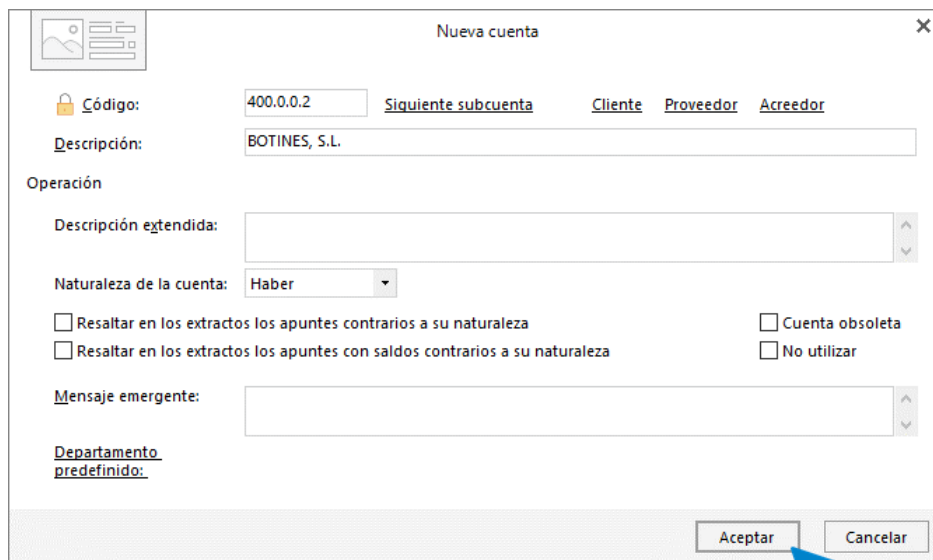 Nueva cuenta
Código: 400.0.0.2 Siguiente subcuenta Cliente Proveedor Acreedor
Descripción: BOTINES, S.L.
Operación
Descripción extendida:
Naturaleza de la cuenta: Haber
Resaltar en los extractos los apuntes contrarios a su naturaleza Cuenta obsoleta
Resaltar en los extractos los apuntes con saldos contrarios a su naturaleza No utilizar
Mensaje emergente:
Departamento
predefinido:
Aceptar Cancelar